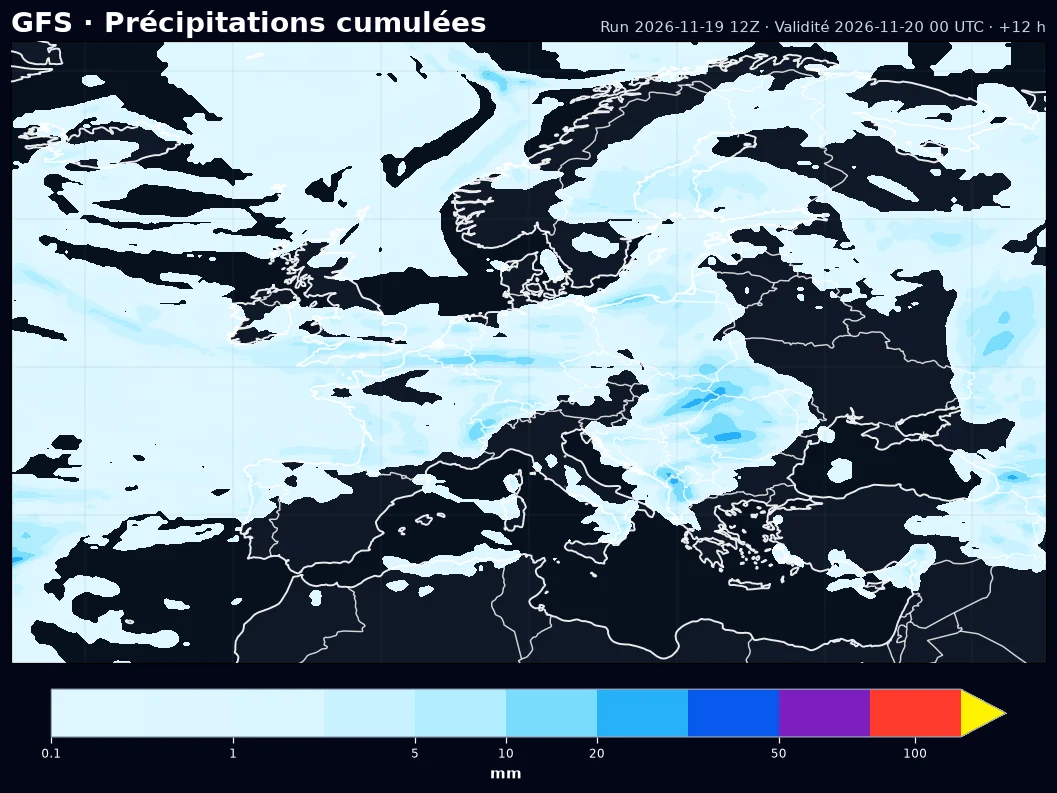 GFS · Précipitations cumulées
Run 2026-11-19 12Z · Validité 2026-11-20 00 UTC · +12 h
0.1 1 5 10 20 50 100
mm